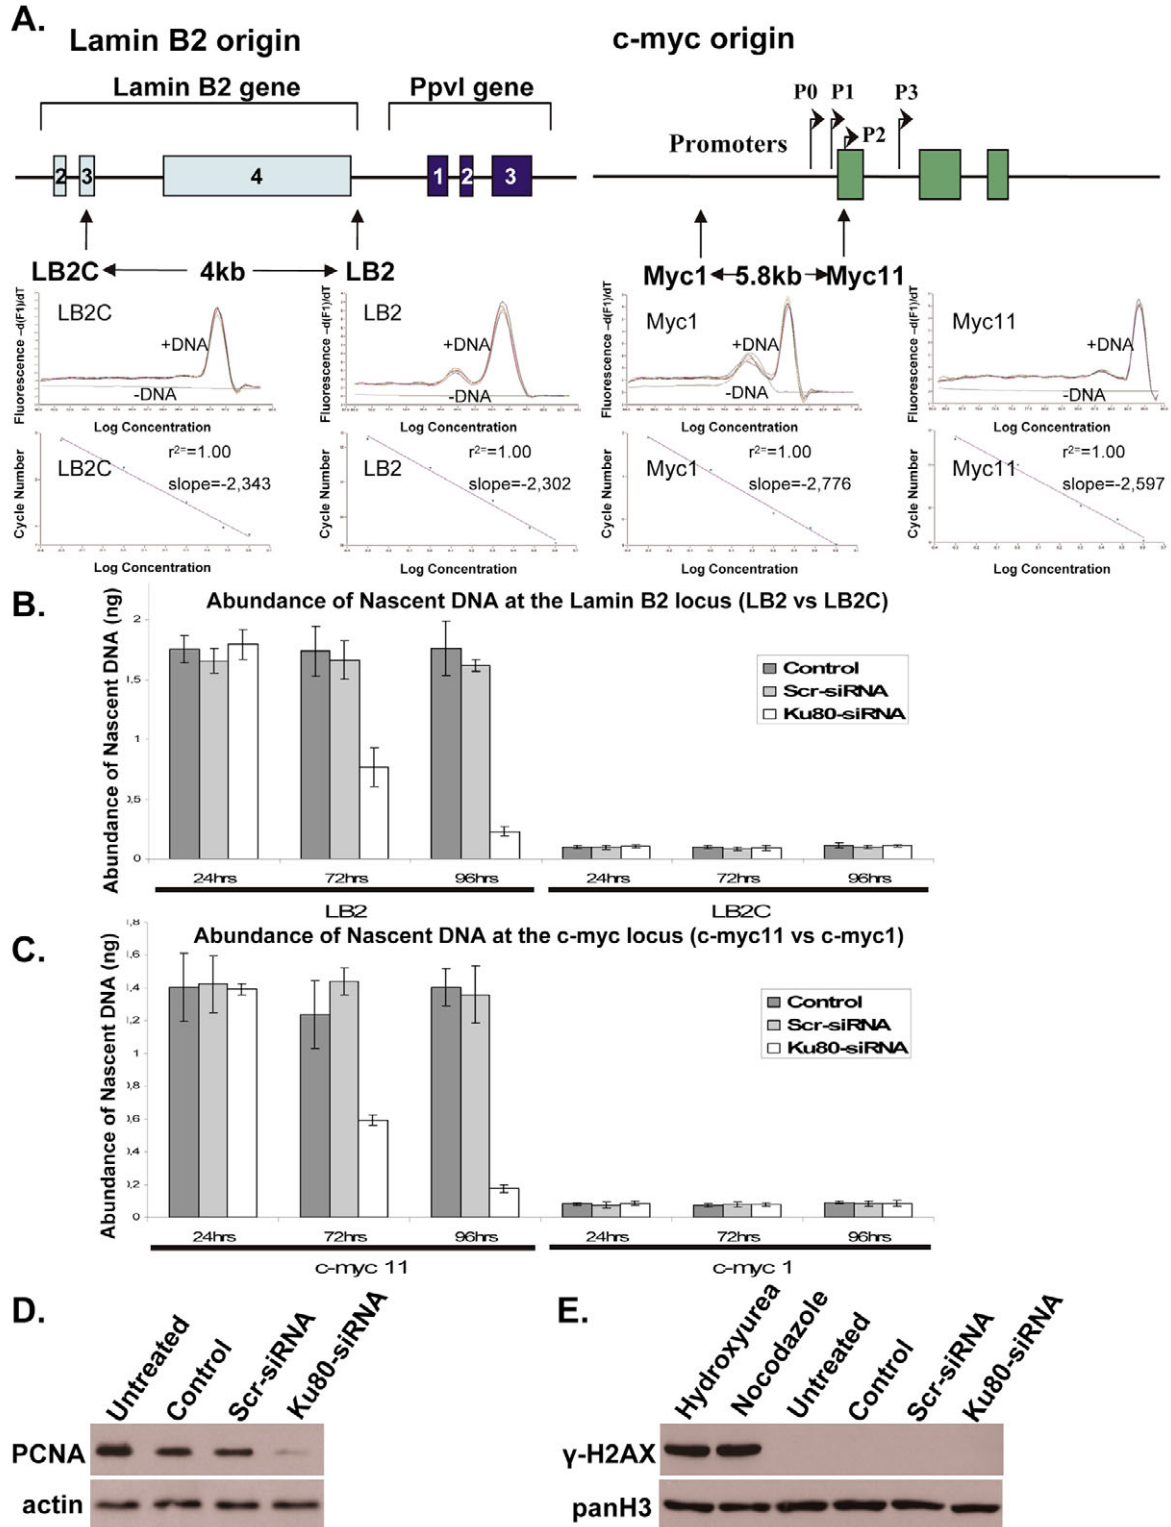 A.
Lamin B2 origin
c-myc origin
Lamin B2 gene
PpvI gene
P0 P1 P3
P2
Promoters
2 3 4 1 2 3
LB2C 4kb LB2
Myc1 5.8kb Myc11
Fluorescence –d(F1)/dT
LB2C
+DNA
-DNA
Log Concentration
Fluorescence –d(F1)/dT
LB2
+DNA
-DNA
Log Concentration
Fluorescence –d(F1)/dT
Myc1
+DNA
-DNA
Log Concentration
Fluorescence –d(F1)/dT
Myc11
+DNA
-DNA
Log Concentration
Cycle Number
LB2C
r²⁼=1.00
slope=-2,343
Log Concentration
Cycle Number
LB2
r²⁼=1.00
slope=-2,302
Log Concentration
Cycle Number
Myc1
r²⁼=1.00
slope=-2,776
Log Concentration
Cycle Number
Myc11
r²⁼=1.00
slope=-2,597
Log Concentration
B.
Abundance of Nascent DNA at the Lamin B2 locus (LB2 vs LB2C)
Abundance of Nascent DNA (ng)
2
1,5
1
0,5
0
Control
Scr-siRNA
Ku80-siRNA
24hrs 72hrs 96hrs 24hrs 72hrs 96hrs
LB2 LB2C
C.
Abundance of Nascent DNA at the c-myc locus (c-myc11 vs c-myc1)
Abundance of Nascent DNA (ng)
1,8
1,6
1,4
1,2
1
0,8
0,6
0,4
0,2
0
Control
Scr-siRNA
Ku80-siRNA
24hrs 72hrs 96hrs 24hrs 72hrs 96hrs
c-myc 11 c-myc 1
D.
Untreated
Control
Scr-siRNA
Ku80-siRNA
PCNA
actin
E.
Hydroxyurea
Nocodazole
Untreated
Control
Scr-siRNA
Ku80-siRNA
γ-H2AX
panH3